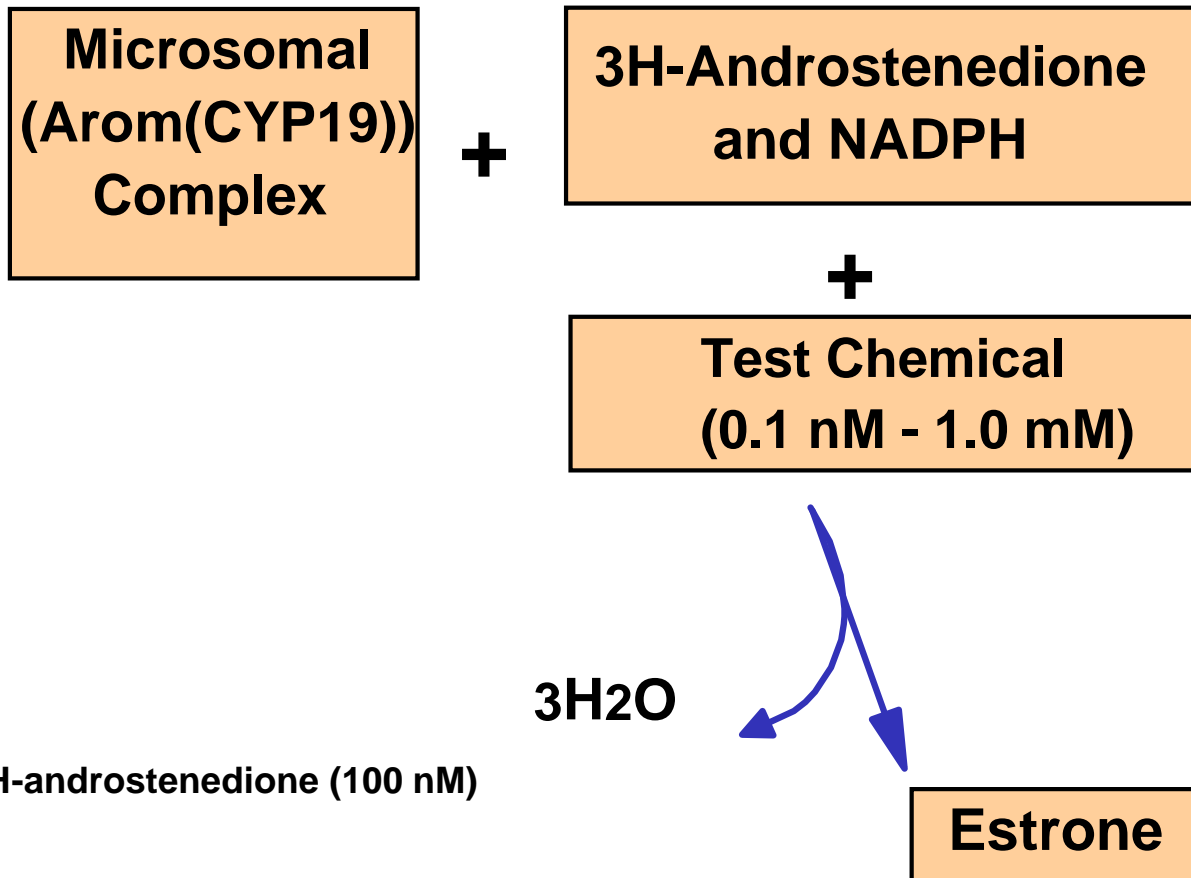 Microsomal
(Arom(CYP19))
Complex
+
3H-Androstenedione
and NADPH
+
Test Chemical
(0.1 nM - 1.0 mM)
3H2O
H-androstenedione (100 nM)
Estrone